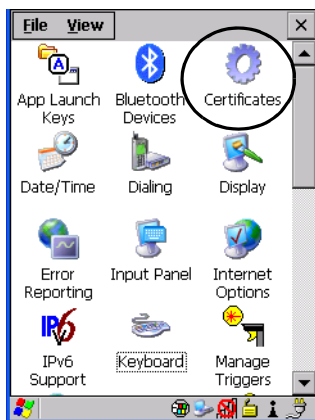 File View
App Launch Keys
Bluetooth Devices
Certificates
Date/Time
Dialing
Display
Error Reporting
Input Panel
Internet Options
IPv6
IPv6 Support
Keyboard
Manage Triggers